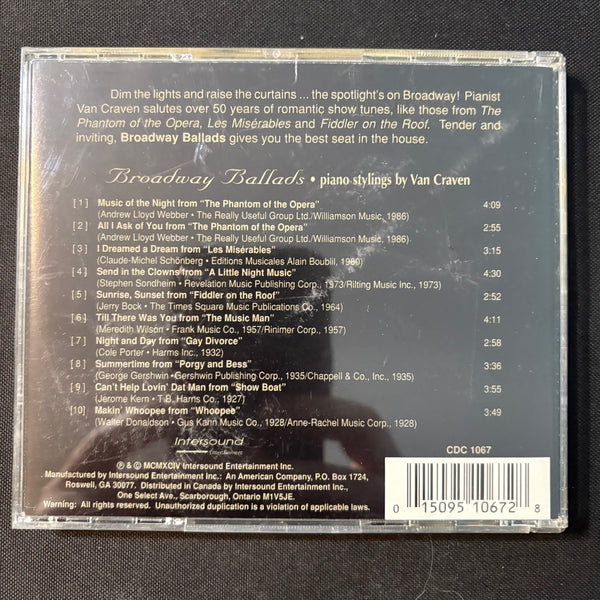 Dim the lights and raise the curtains ... the spotlight's on Broadway! Pianist
Van Craven salutes over 50 years of romantic show tunes, like those from The
Phantom of the Opera, Les Misérables and Fiddler on the Roof. Tender and
inviting, Broadway Ballads gives you the best seat in the house.
Broadway Ballads • piano stylings by Van Craven
[1] Music of the Night from "The Phantom of the Opera" 4:09
(Andrew Lloyd Webber • The Really Useful Group Ltd./Williamson Music, 1986)
[2] All I Ask of You from "The Phantom of the Opera" 2:55
(Andrew Lloyd Webber • The Really Useful Group Ltd./Williamson Music, 1986)
[3] I Dreamed a Dream from "Les Misérables" 3:15
(Claude-Michel Schönberg • Editions Musicales Alain Boublil, 1980)
[4] Send in the Clowns from "A Little Night Music" 4:30
(Stephen Sondheim • Revelation Music Publishing Corp., 1973/Rilting Music Inc., 1973)
[5] Sunrise, Sunset from "Fiddler on the Roof" 2:52
(Jerry Bock • The Times Square Music Publications Co., 1964)
[6] Till There Was You from "The Music Man" 4:11
(Meredith Wilson • Frank Music Co., 1957/Rinimer Corp., 1957)
[7] Night and Day from "Gay Divorce" 2:58
(Cole Porter • Harms Inc., 1932)
[8] Summertime from "Porgy and Bess" 3:36
(George Gershwin • Gershwin Publishing Corp., 1935/Chappell & Co., Inc., 1935)
[9] Can't Help Lovin' Dat Man from "Show Boat" 3:55
(Jerome Kern • T.B. Harms Co., 1927)
[10] Makin' Whoopee from "Whoopee" 3:49
(Walter Donaldson • Gus Kahn Music Co., 1928/Anne-Rachel Music Corp., 1928)
Intersound
Entertainment
CDC 1067
℗ & © MCMXCIV Intersound Entertainment Inc.
Manufactured by Intersound Entertainment Inc.: An American Company, P.O. Box 1724,
Roswell, GA 30077. Distributed in Canada by Intersound Entertainment Inc.,
One Select Ave., Scarborough, Ontario M1V5JE.
Warning: All rights reserved. Unauthorized duplication is a violation of applicable laws.
0 15095 10672 8